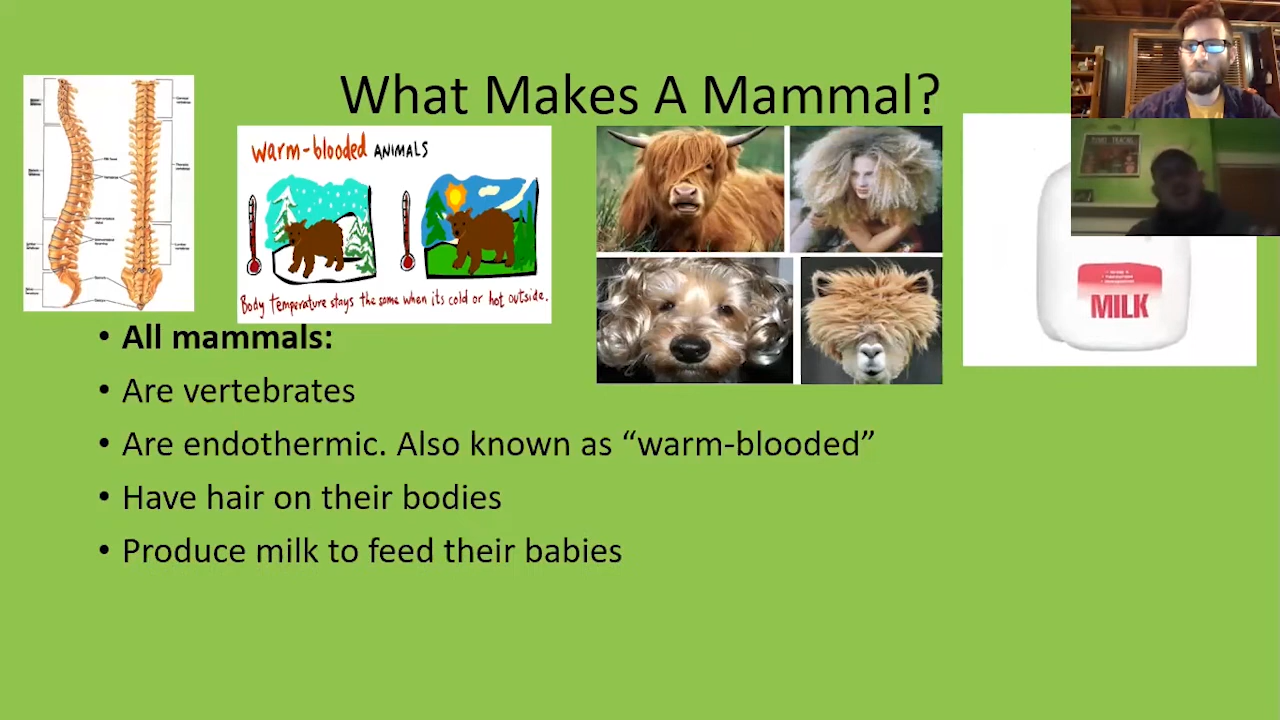 What Makes A Mammal?
warm-blooded ANIMALS
Body Temperature stays the same when its cold or hot outside.
MILK
• All mammals:
• Are vertebrates
• Are endothermic. Also known as “warm-blooded”
• Have hair on their bodies
• Produce milk to feed their babies